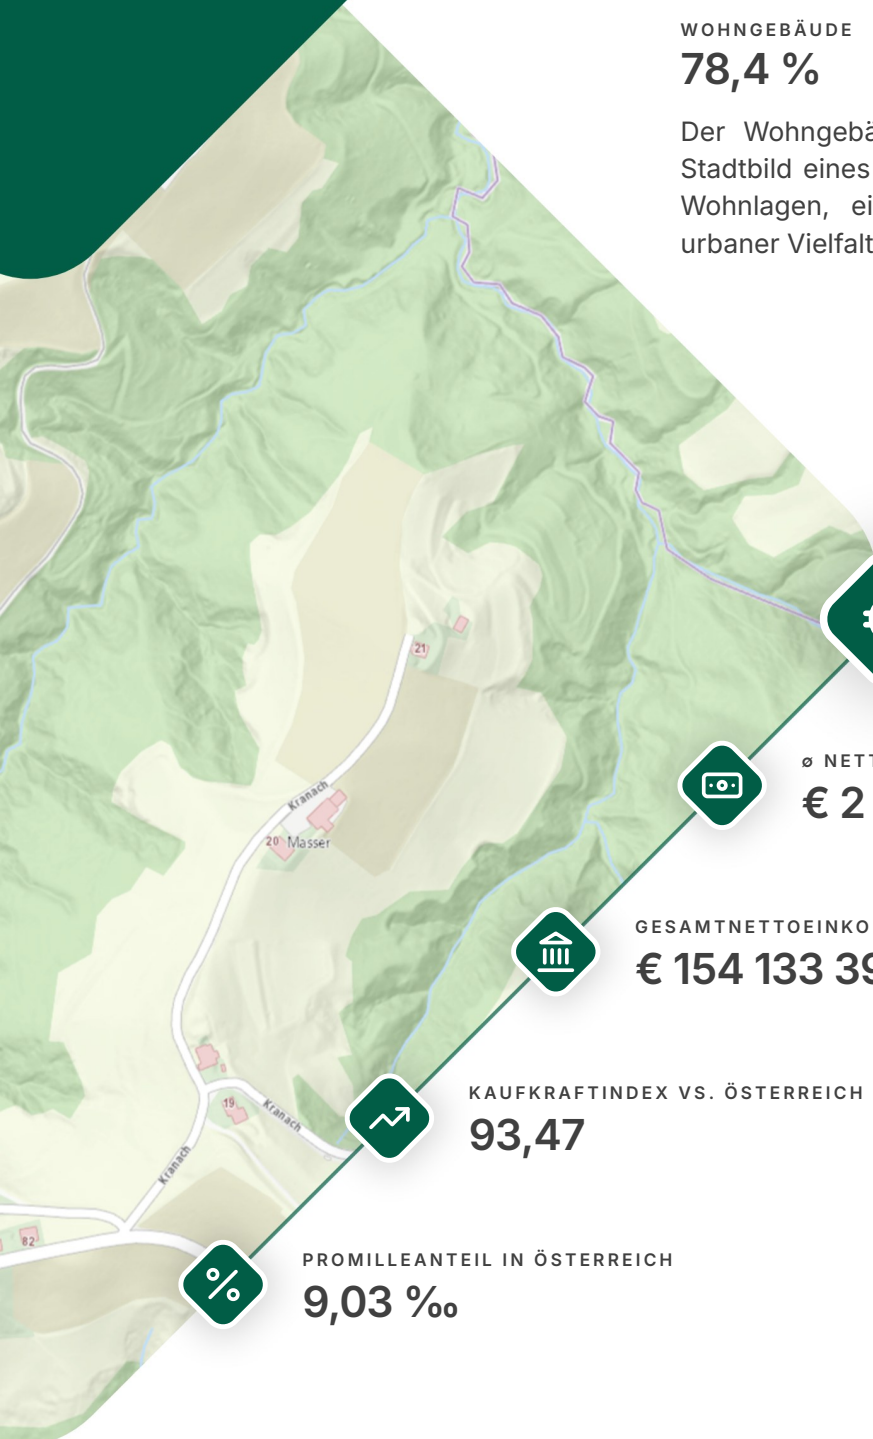 WOHNGEBÄUDE
78,4 %
Der Wohngebä
Stadtbild eines
Wohnlagen, ei
urbaner Vielfalt
21
Kranach
20 Masser
ø NETT
€ 2
GESAMTNETTOEINKO
€ 154 133 39
19
Kranach
KAUFKRAFTINDEX VS. ÖSTERREICH
93,47
Kranach
82
PROMILLEANTEIL IN ÖSTERREICH
9,03 ‰